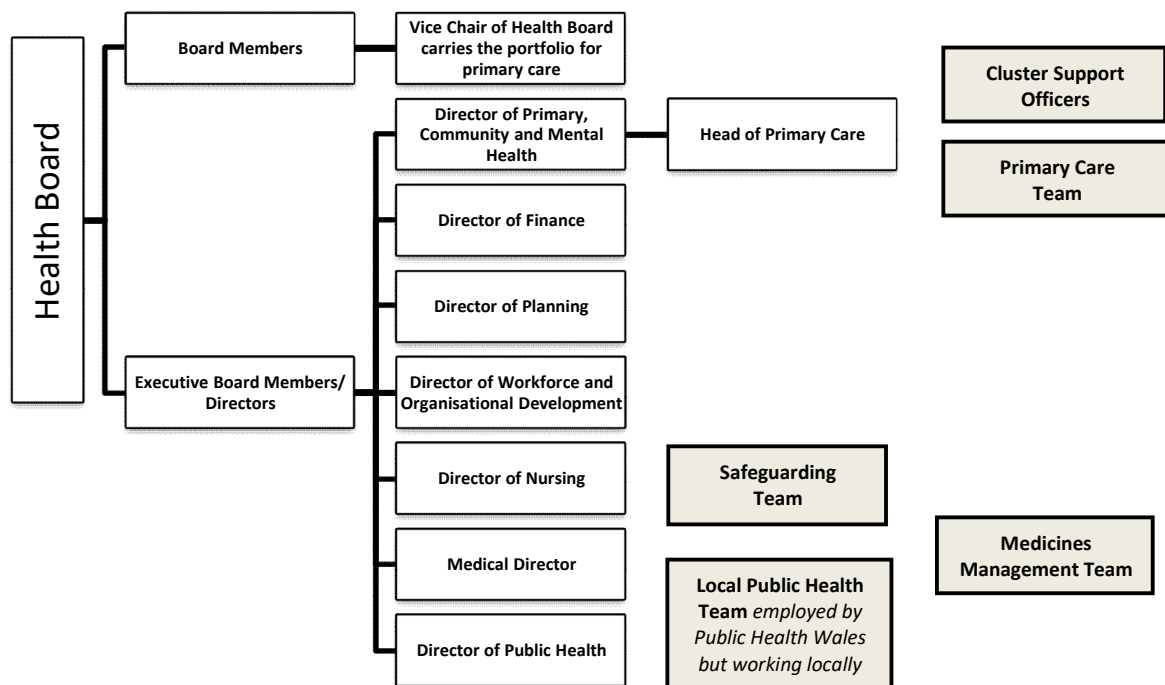 Health Board
Board Members
Vice Chair of Health Board
carries the portfolio for
primary care
Cluster Support
Officers
Director of Primary,
Community and Mental
Health
Head of Primary Care
Primary Care
Team
Director of Finance
Director of Planning
Executive Board Members/
Directors
Director of Workforce and
Organisational Development
Director of Nursing
Safeguarding
Team
Medical Director
Medicines
Management Team
Director of Public Health
Local Public Health
Team employed by
Public Health Wales
but working locally